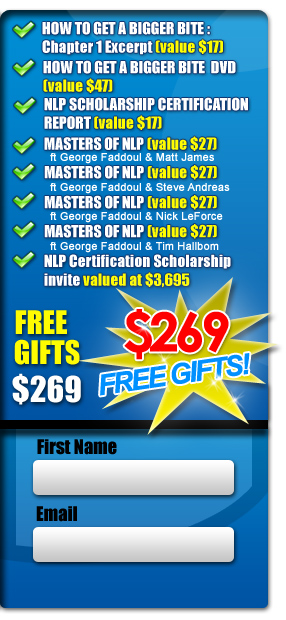 HOW TO GET A BIGGER BITE :
Chapter 1 Excerpt (value $17)
HOW TO GET A BIGGER BITE DVD
(value $47)
NLP SCHOLARSHIP CERTIFICATION
REPORT (value $17)
MASTERS OF NLP (value $27)
ft George Faddoul & Matt James
MASTERS OF NLP (value $27)
ft George Faddoul & Steve Andreas
MASTERS OF NLP (value $27)
ft George Faddoul & Nick LeForce
MASTERS OF NLP (value $27)
ft George Faddoul & Tim Hallbom
NLP Certification Scholarship
invite valued at $3,695
FREE
GIFTS
$269
$269
FREE GIFTS!
First Name
Email